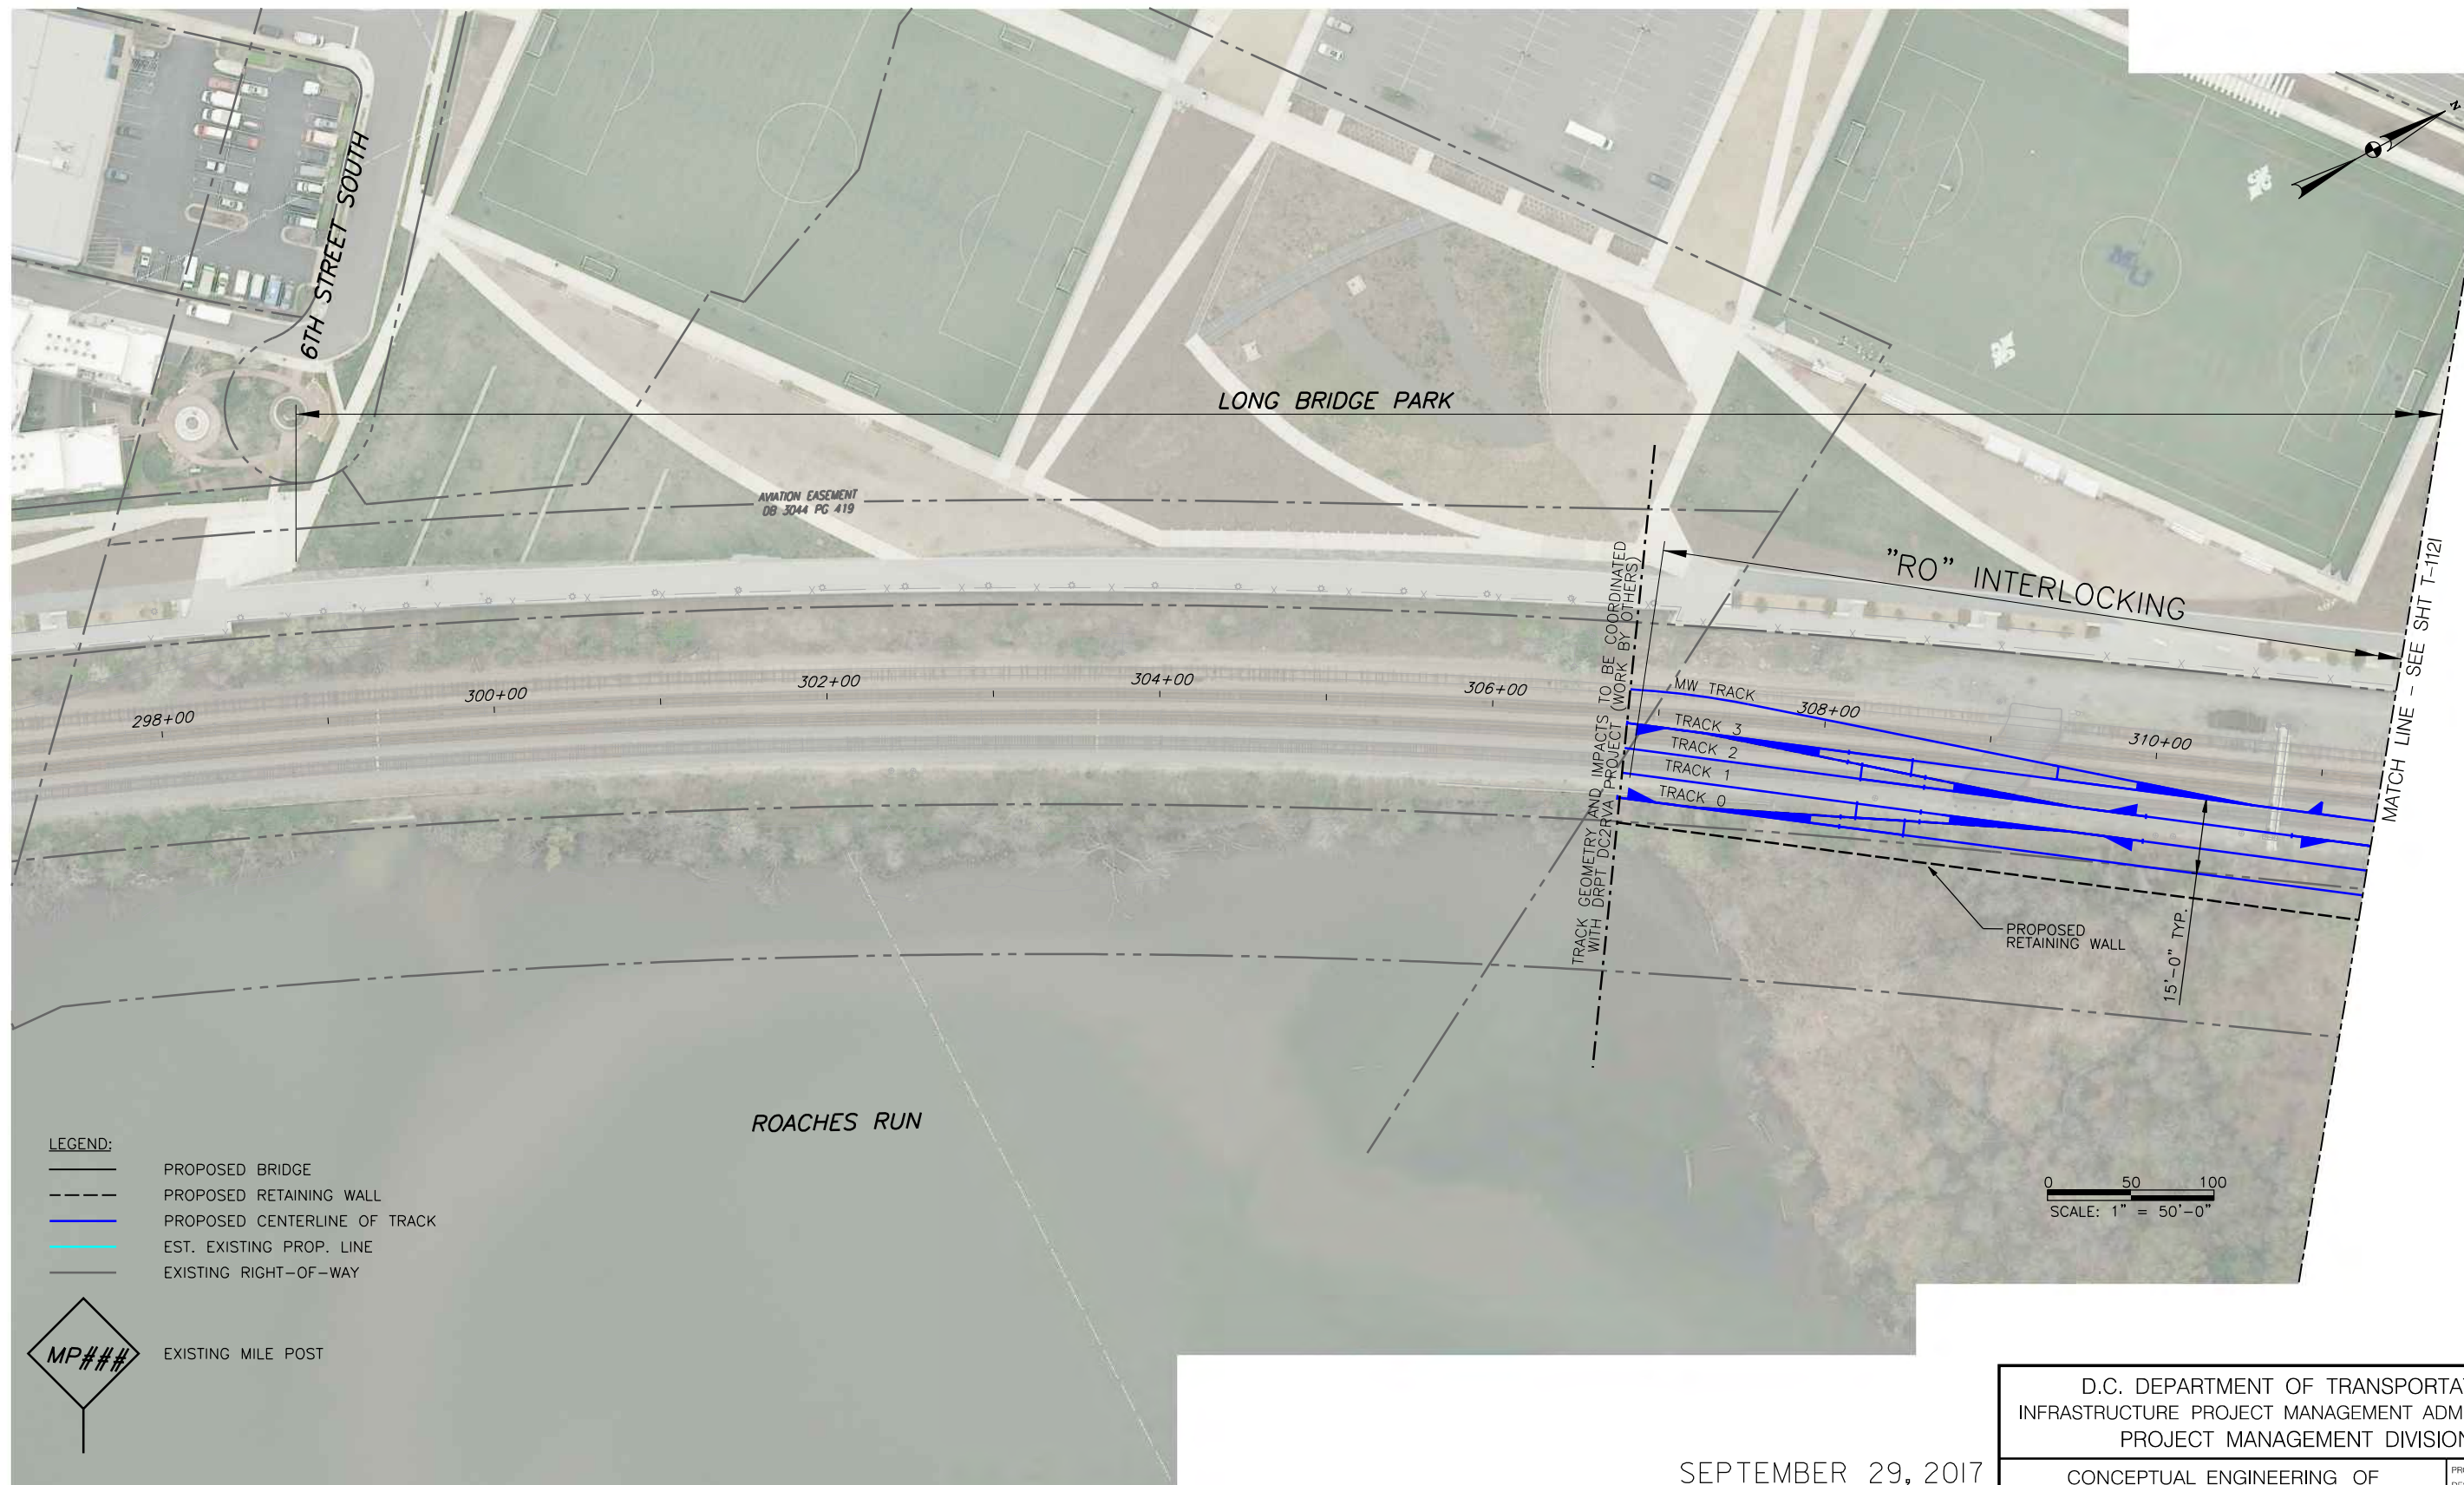 6TH STREET SOUTH
N
LONG BRIDGE PARK
AVIATION EASEMENT
DB 3044 PG 419
"RO" INTERLOCKING
MATCH LINE - SEE SHT T-112I
TRACK GEOMETRY AND IMPACTS TO BE COORDINATED
WITH DRPT DC2RVA PROJECT (WORK BY OTHERS)
298+00
300+00
302+00
304+00
306+00
308+00
310+00
MW TRACK
TRACK 3
TRACK 2
TRACK 1
TRACK 0
MU
PROPOSED
RETAINING WALL
15'-0" TYP.
ROACHES RUN
LEGEND:
PROPOSED BRIDGE
PROPOSED RETAINING WALL
PROPOSED CENTERLINE OF TRACK
EST. EXISTING PROP. LINE
EXISTING RIGHT-OF-WAY
MP###
EXISTING MILE POST
0 50 100
SCALE: 1" = 50'-0"
SEPTEMBER 29, 2017
D.C. DEPARTMENT OF TRANSPORTA
INFRASTRUCTURE PROJECT MANAGEMENT ADM
PROJECT MANAGEMENT DIVISION
CONCEPTUAL ENGINEERING OF